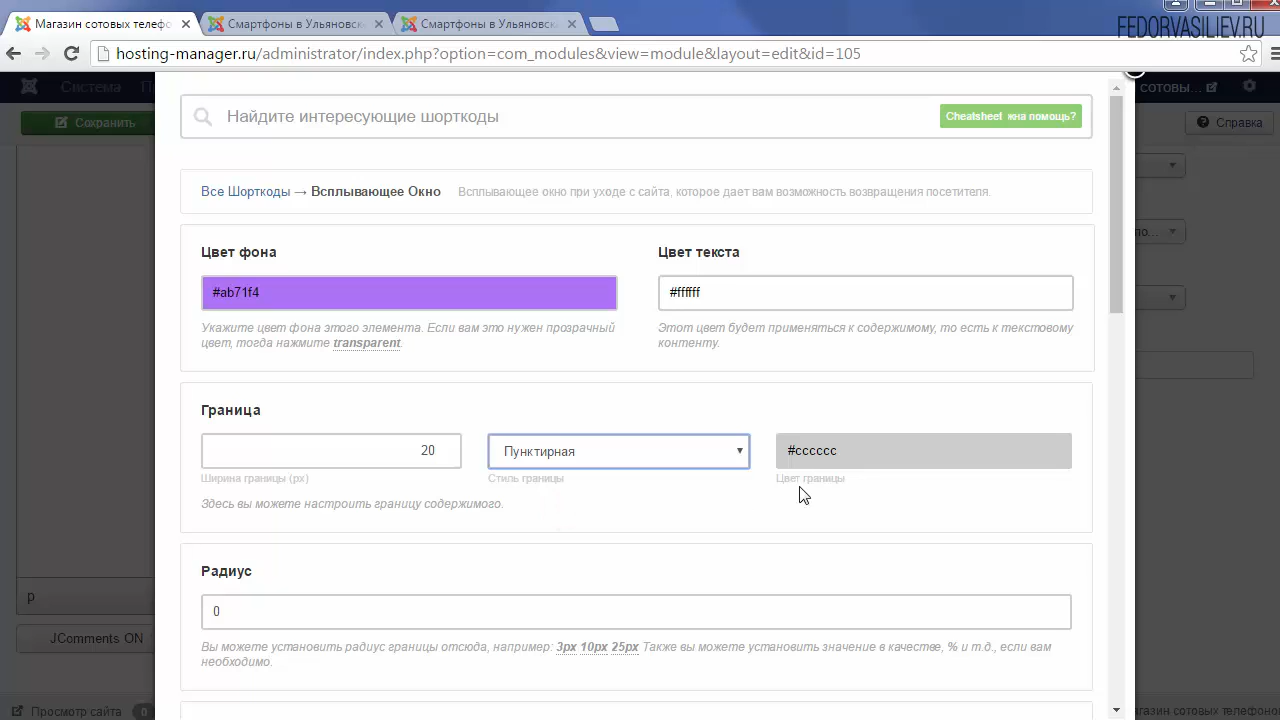 Магазин сотовых телефо
Смартфоны в Ульяновск
Смартфоны в Ульяновск
FEDORVASILIEV.RU
hosting-manager.ru/administrator/index.php?option=com_modules&view=module&layout=edit&id=105
Система
СОТОВЫ...
Сохранить
Справка
Найдите интересующие шорткоды
Cheatsheet жна помощь?
Все Шорткоды → Всплывающее Окно Всплывающее окно при уходе с сайта, которое дает вам возможность возвращения посетителя.
по...
Цвет фона
Цвет текста
#ab71f4
#ffffff
Укажите цвет фона этого элемента. Если вам это нужен прозрачный
цвет, тогда нажмите transparent.
Этот цвет будет применяться к содержимому, то есть к текстовому
контенту.
Граница
20
Пунктирная
#cccccc
Ширина границы (px)
Стиль границы
Цвет границы
Здесь вы можете настроить границу содержимого.
Радиус
0
Вы можете установить радиус границы отсюда, например: 3px 10px 25px Также вы можете установить значение в качестве, % и т.д., если вам
необходимо.
p
JComments ON
Просмотр сайта 0
магазин сотовых телефоно